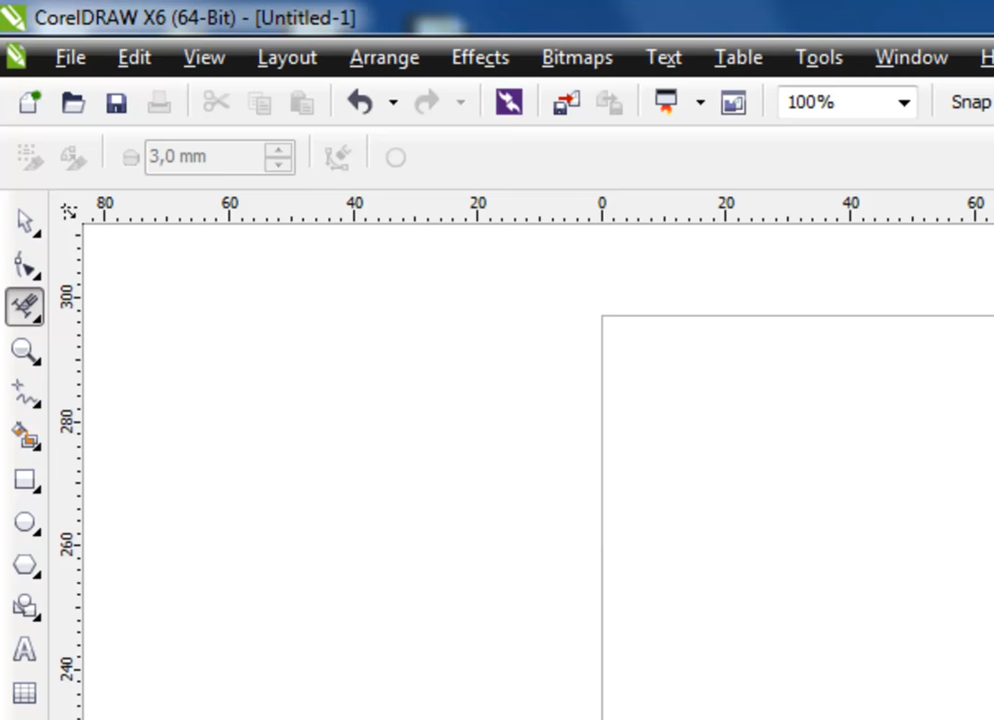 CorelDRAW X6 (64-Bit) - [Untitled-1]
File Edit View Layout Arrange Effects Bitmaps Text Table Tools Window H
100% Snap
3,0 mm
80 60 40 20 0 20 40 60
300
280
260
240